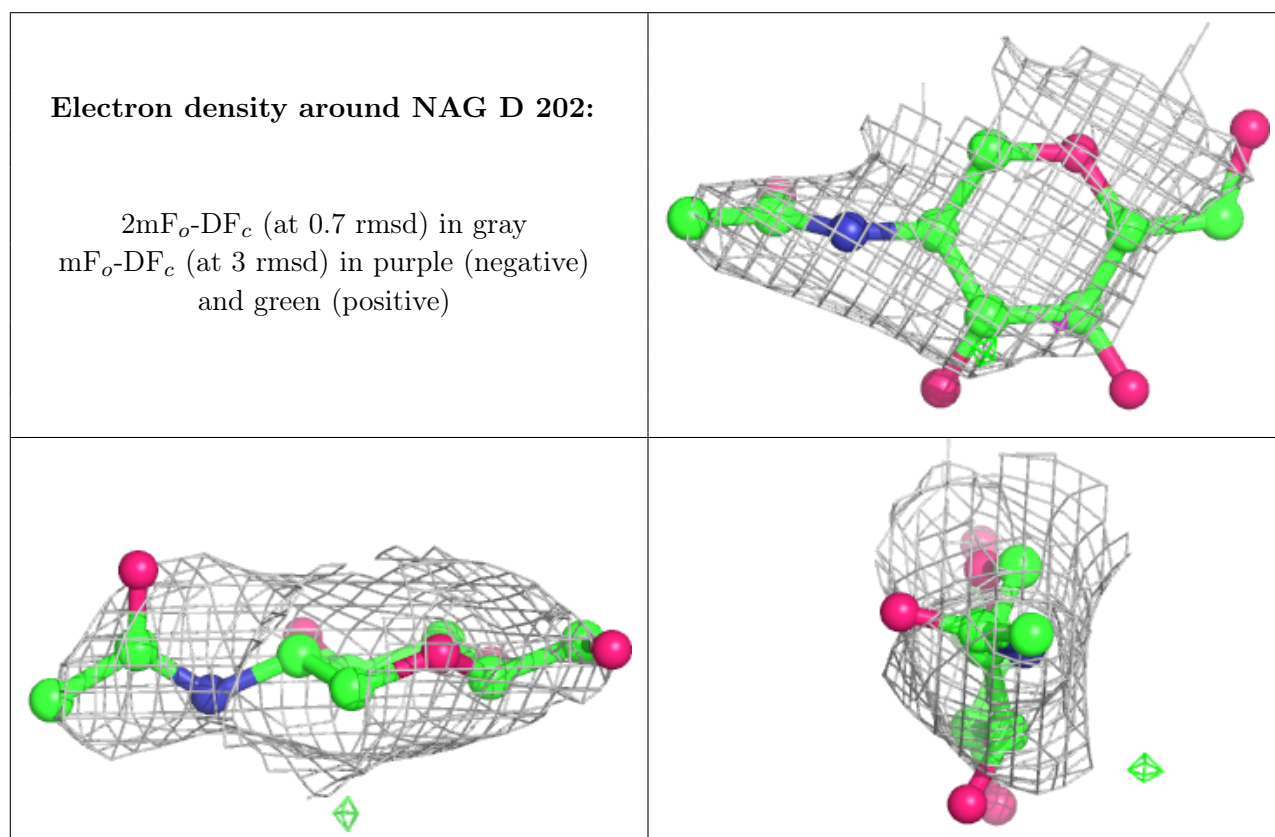 Electron density around NAG D 202:
2mFo-DFc (at 0.7 rmsd) in gray
mFo-DFc (at 3 rmsd) in purple (negative)
and green (positive)